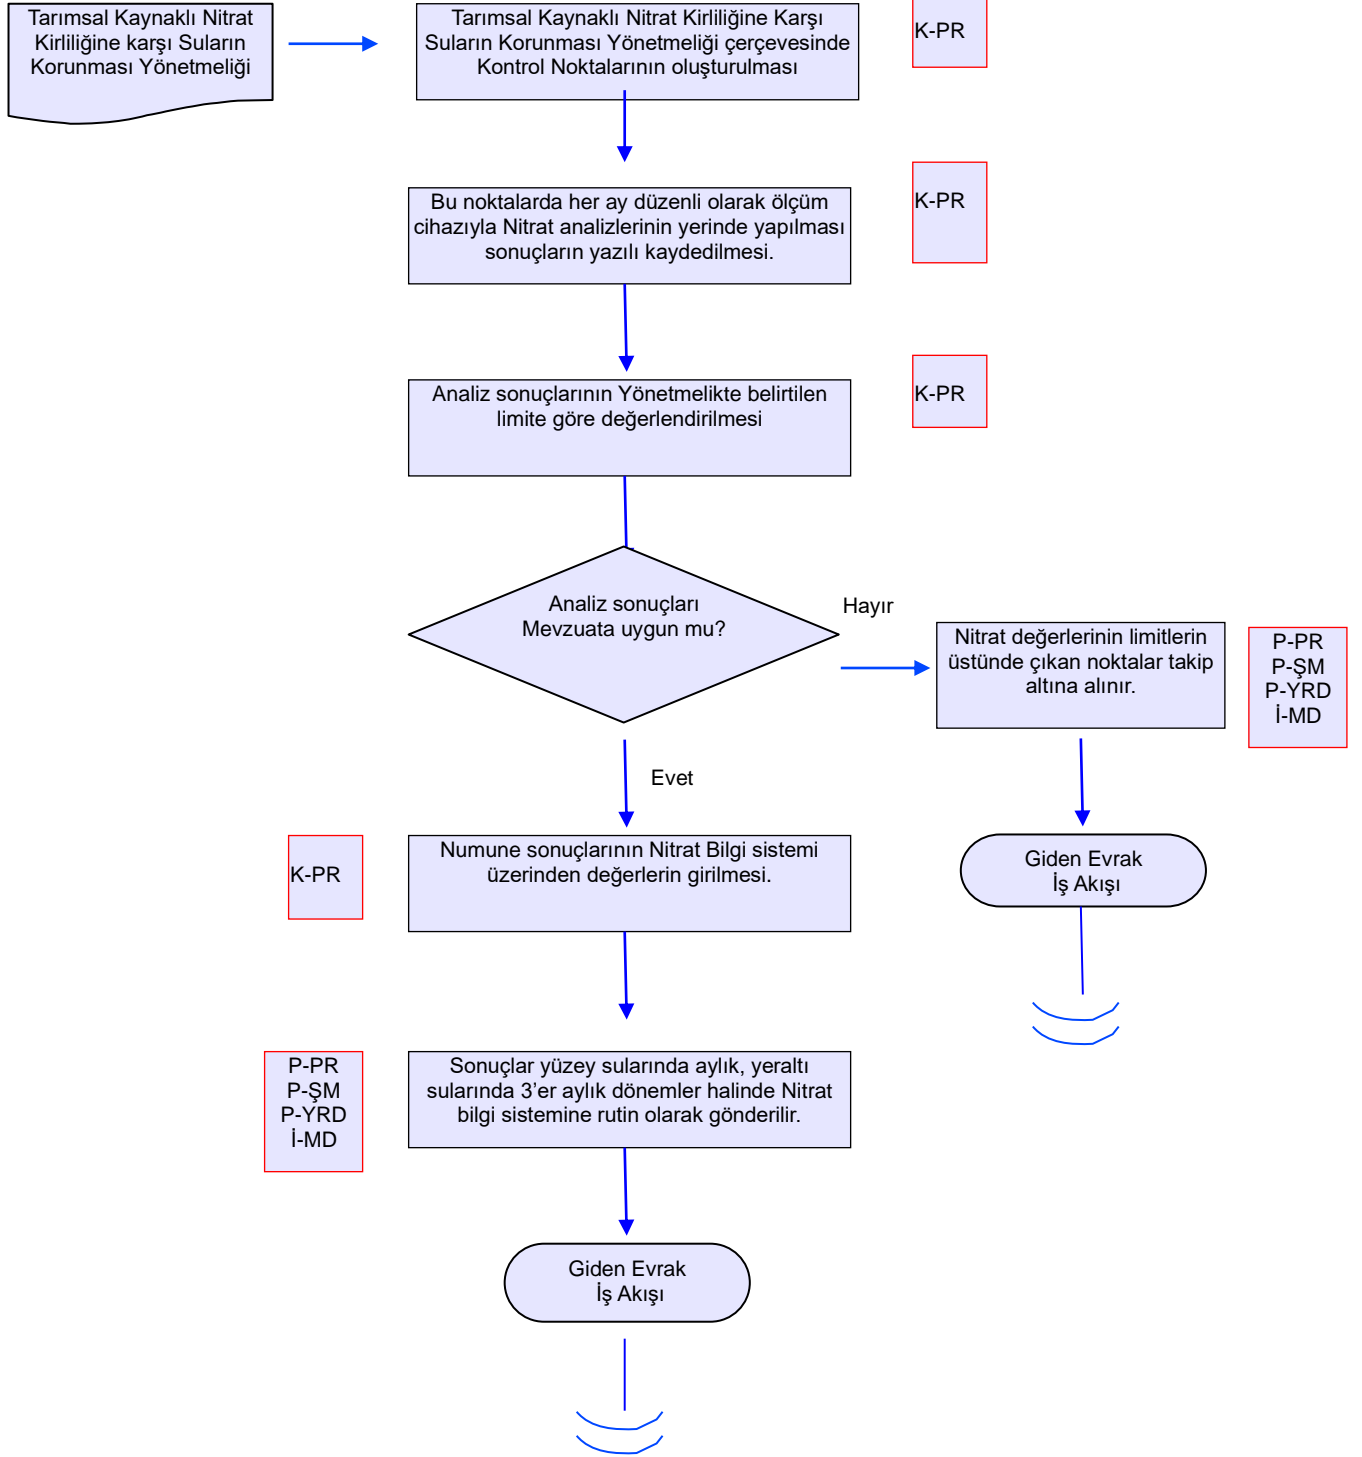 Tarımsal Kaynaklı Nitrat
Kirliliğine karşı Suların
Korunması Yönetmeliği
Tarımsal Kaynaklı Nitrat Kirliliğine Karşı
Suların Korunması Yönetmeliği çerçevesinde
Kontrol Noktalarının oluşturulması
K-PR
Bu noktalarda her ay düzenli olarak ölçüm
cihazıyla Nitrat analizlerinin yerinde yapılması
sonuçların yazılı kaydedilmesi.
K-PR
Analiz sonuçlarının Yönetmelikte belirtilen
limite göre değerlendirilmesi
K-PR
Analiz sonuçları
Mevzuata uygun mu?
Hayır
Nitrat değerlerinin limitlerin
üstünde çıkan noktalar takip
altına alınır.
P-PR
P-ŞM
P-YRD
İ-MD
Evet
K-PR
Numune sonuçlarının Nitrat Bilgi sistemi
üzerinden değerlerin girilmesi.
Giden Evrak
İş Akışı
P-PR
P-ŞM
P-YRD
İ-MD
Sonuçlar yüzey sularında aylık, yeraltı
sularında 3’er aylık dönemler halinde Nitrat
bilgi sistemine rutin olarak gönderilir.
Giden Evrak
İş Akışı